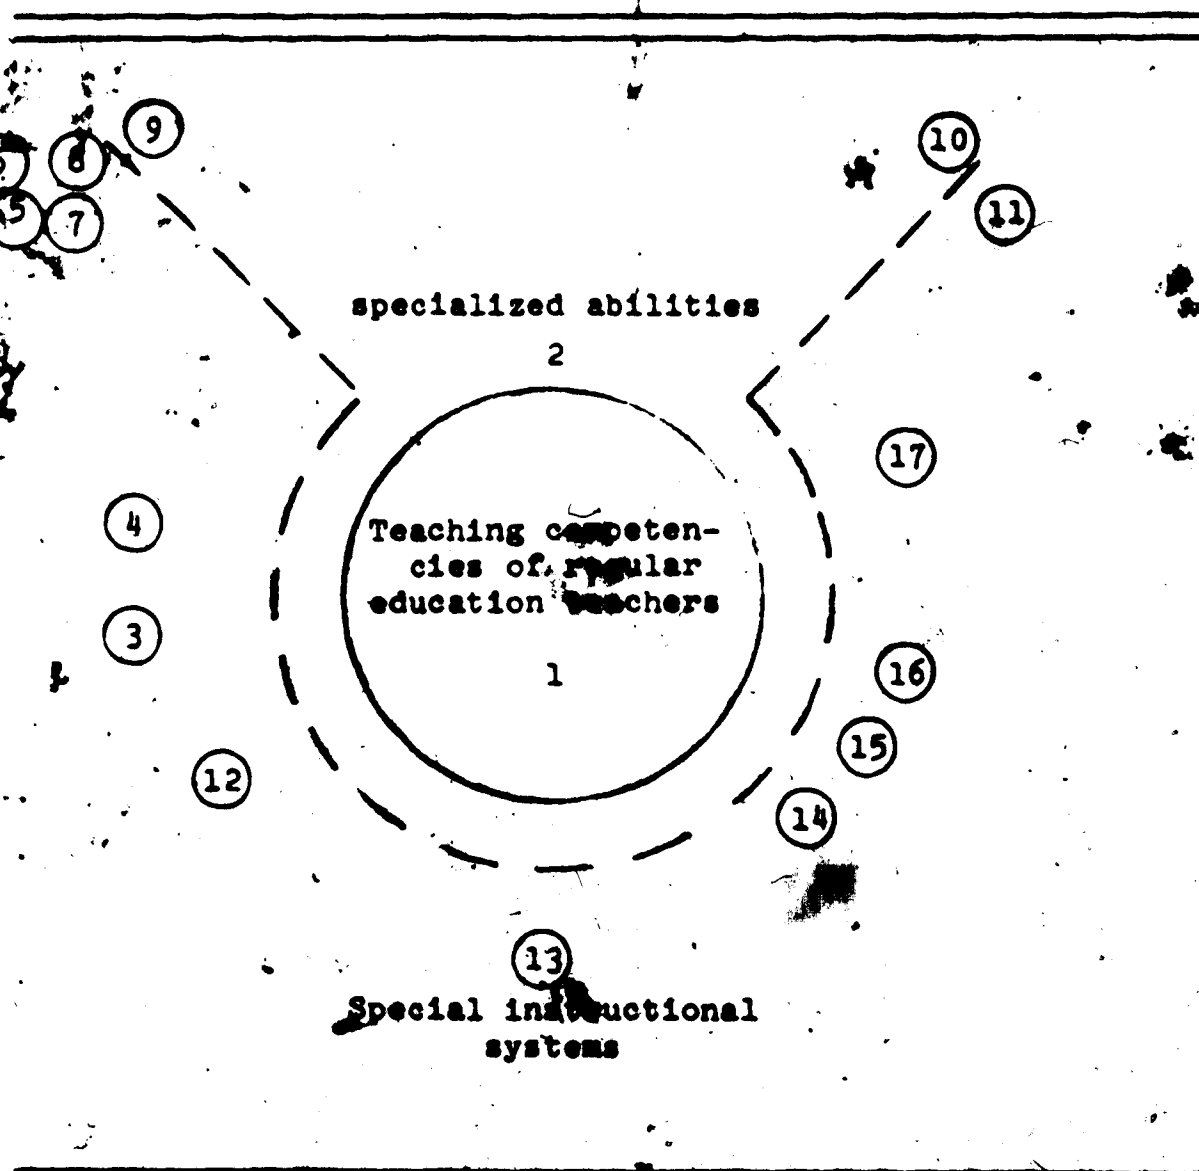 9
10
8
11
5
7
specialized abilities
2
17
4
Teaching competen-
cies of regular
education teachers
3
1
16
15
12
14
13
Special instructional
systems